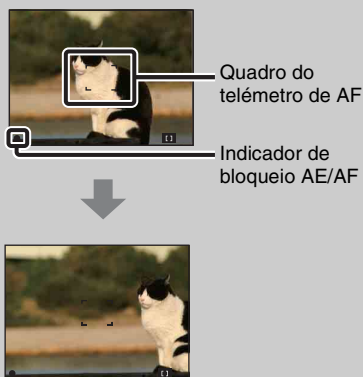 Quadro do
telémetro de AF
Indicador de
bloqueio AE/AF